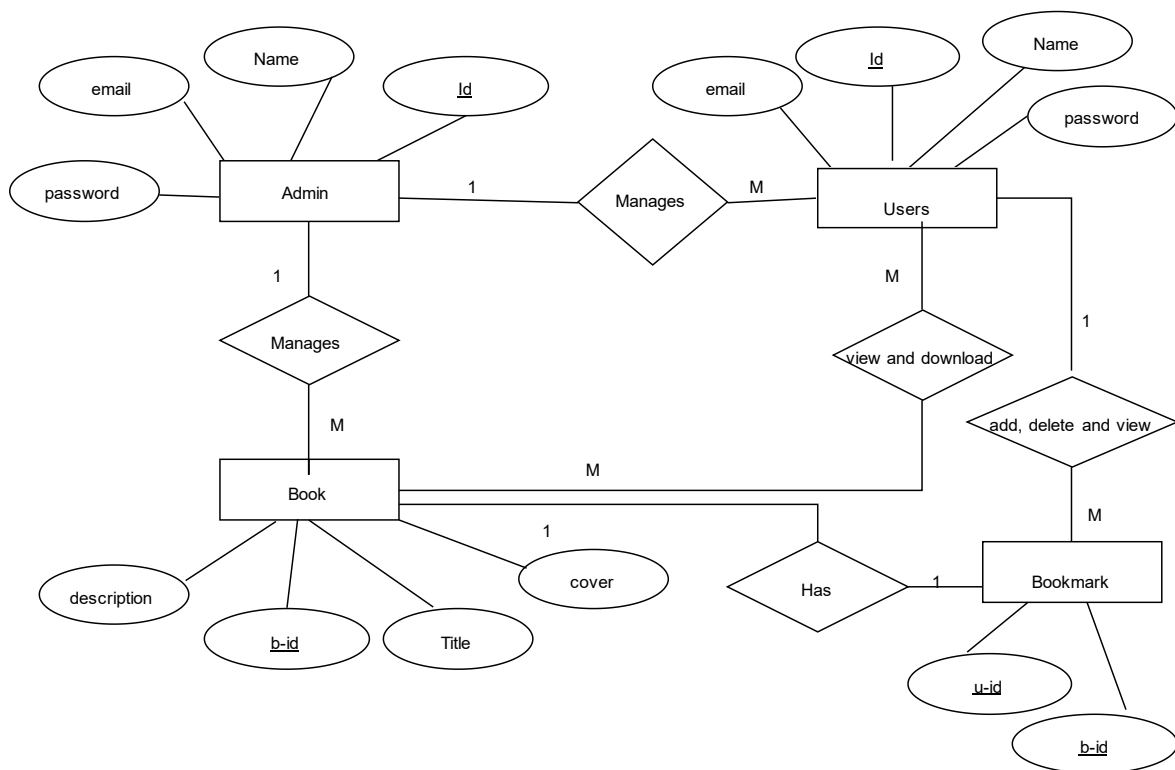 Name
Name
Id
Id
email
email
password
password
Admin
1
Manages
M
Users
1
M
Manages
view and download
1
add, delete and view
M
M
Book
M
1
cover
description
Has
1
Bookmark
b-id
Title
u-id
b-id